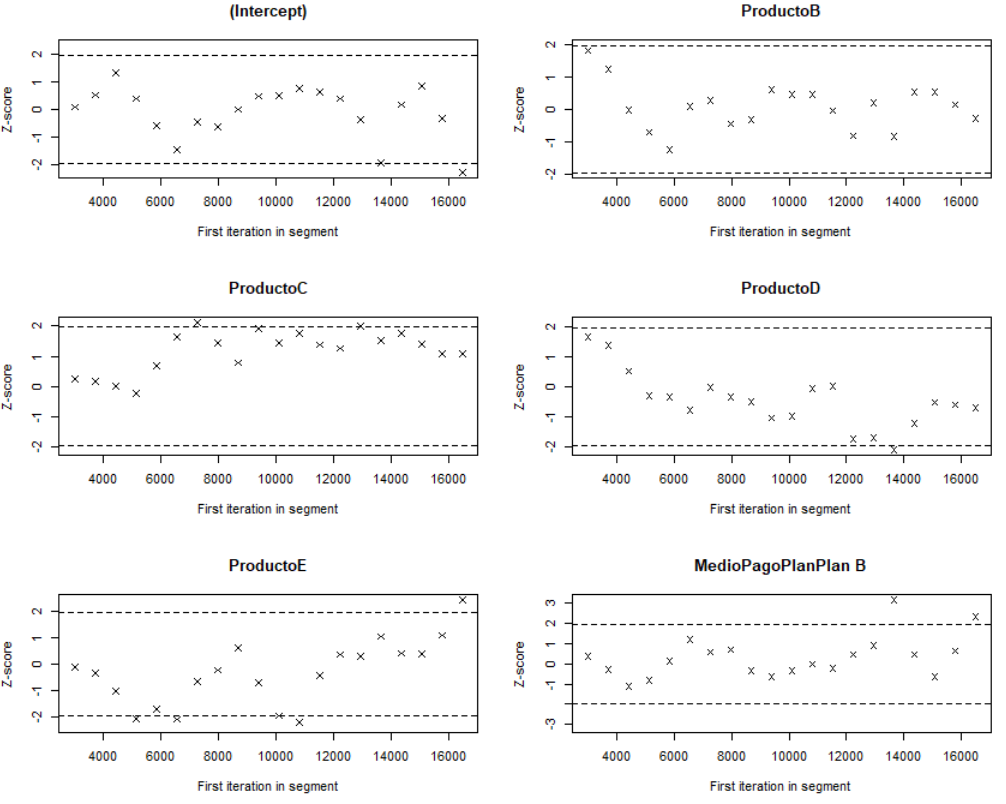 (Intercept)
Z-score
2
1
0
-1
-2
4000 6000 8000 10000 12000 14000 16000
First iteration in segment
ProductoB
Z-score
2
1
0
-1
-2
4000 6000 8000 10000 12000 14000 16000
First iteration in segment
ProductoC
Z-score
2
1
0
-1
-2
4000 6000 8000 10000 12000 14000 16000
First iteration in segment
ProductoD
Z-score
2
1
0
-1
-2
4000 6000 8000 10000 12000 14000 16000
First iteration in segment
ProductoE
Z-score
2
1
0
-1
-2
4000 6000 8000 10000 12000 14000 16000
First iteration in segment
MedioPagoPlanPlan B
Z-score
3
2
1
0
-1
-3
4000 6000 8000 10000 12000 14000 16000
First iteration in segment